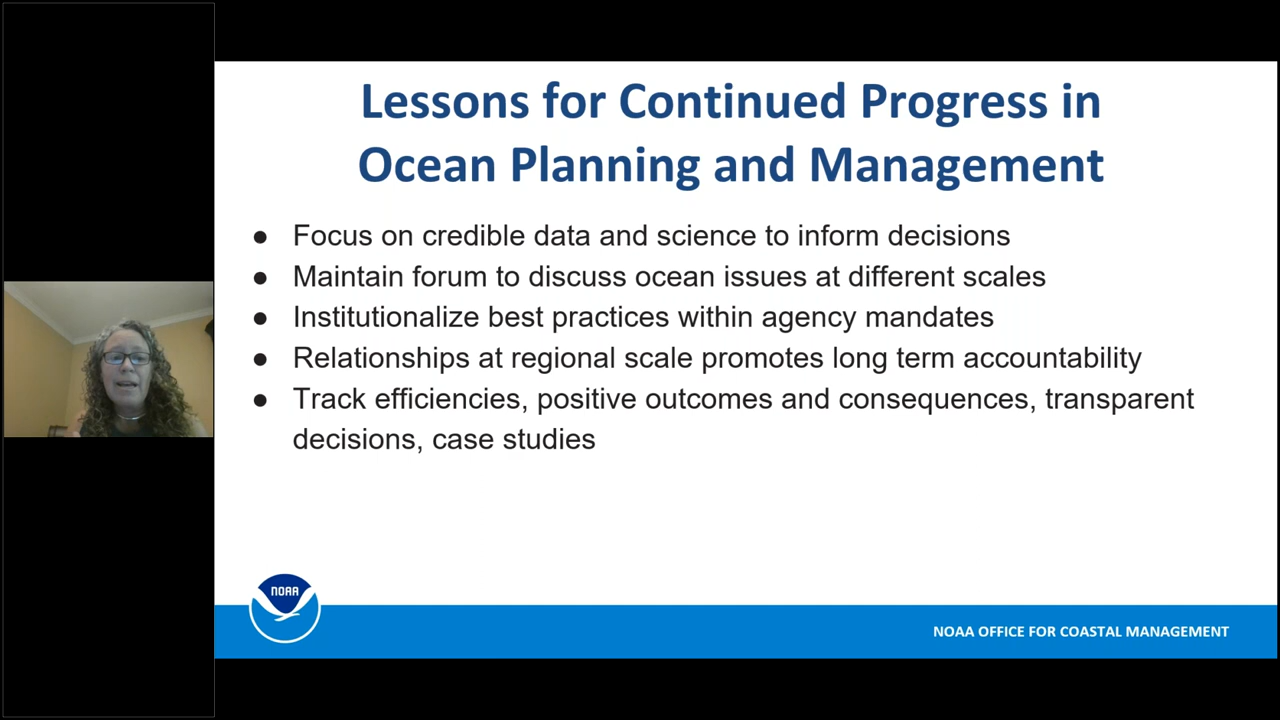 Lessons for Continued Progress in
Ocean Planning and Management
● Focus on credible data and science to inform decisions
● Maintain forum to discuss ocean issues at different scales
● Institutionalize best practices within agency mandates
● Relationships at regional scale promotes long term accountability
● Track efficiencies, positive outcomes and consequences, transparent
decisions, case studies
NOAA
NOAA OFFICE FOR COASTAL MANAGEMENT